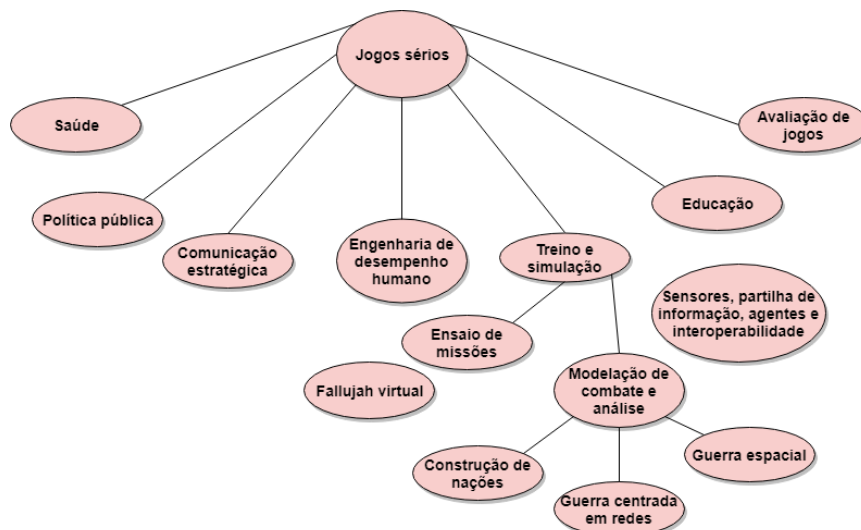 Jogos sérios
Saúde
Avaliação de
jogos
Política pública
Educação
Comunicação
estratégica
Engenharia de
desempenho
humano
Treino e
simulação
Sensores, partilha de
informação, agentes e
interoperabilidade
Ensaio de
missões
Fallujah virtual
Modelação de
combate e
análise
Construção de
nações
Guerra espacial
Guerra centrada
em redes